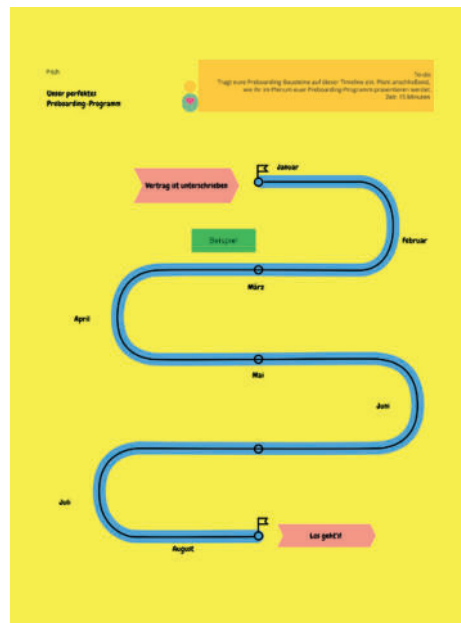 Pitch
To-do
Unser perfektes
Preboarding-Programm
Tragt eure Preboarding-Bausteine auf dieser Timeline ein. Plant anschließend,
wie ihr im Plenum euer Preboarding-Programm präsentieren werdet.
Zeit: 15 Minuten
Januar
Vertrag ist unterschrieben
Februar
Beispiel
März
April
Mai
Juni
Juli
Los geht's!
August